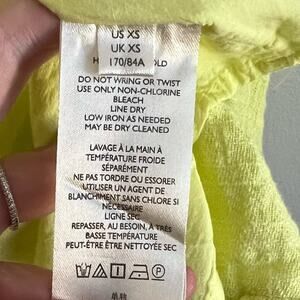 US XS
UK XS
170/84A
DO NOT WRING OR TWIST
USE ONLY NON-CHLORINE
BLEACH
LINE DRY
LOW IRON AS NEEDED
MAY BE DRY CLEANED
LAVAGE À LA MAIN À
TEMPÉRATURE FROIDE
SÉPARÉMENT
NE PAS TORDRE OU ESSORER
UTILISER UN AGENT DE
BLANCHIMENT SANS CHLORE SI
NÉCESSAIRE
LIGNE SEC
REPASSER, AU BESOIN, À TRÈS
BASSE TEMPÉRATURE
PEUT-ÊTRE ÊTRE NETTOYÉE SEC